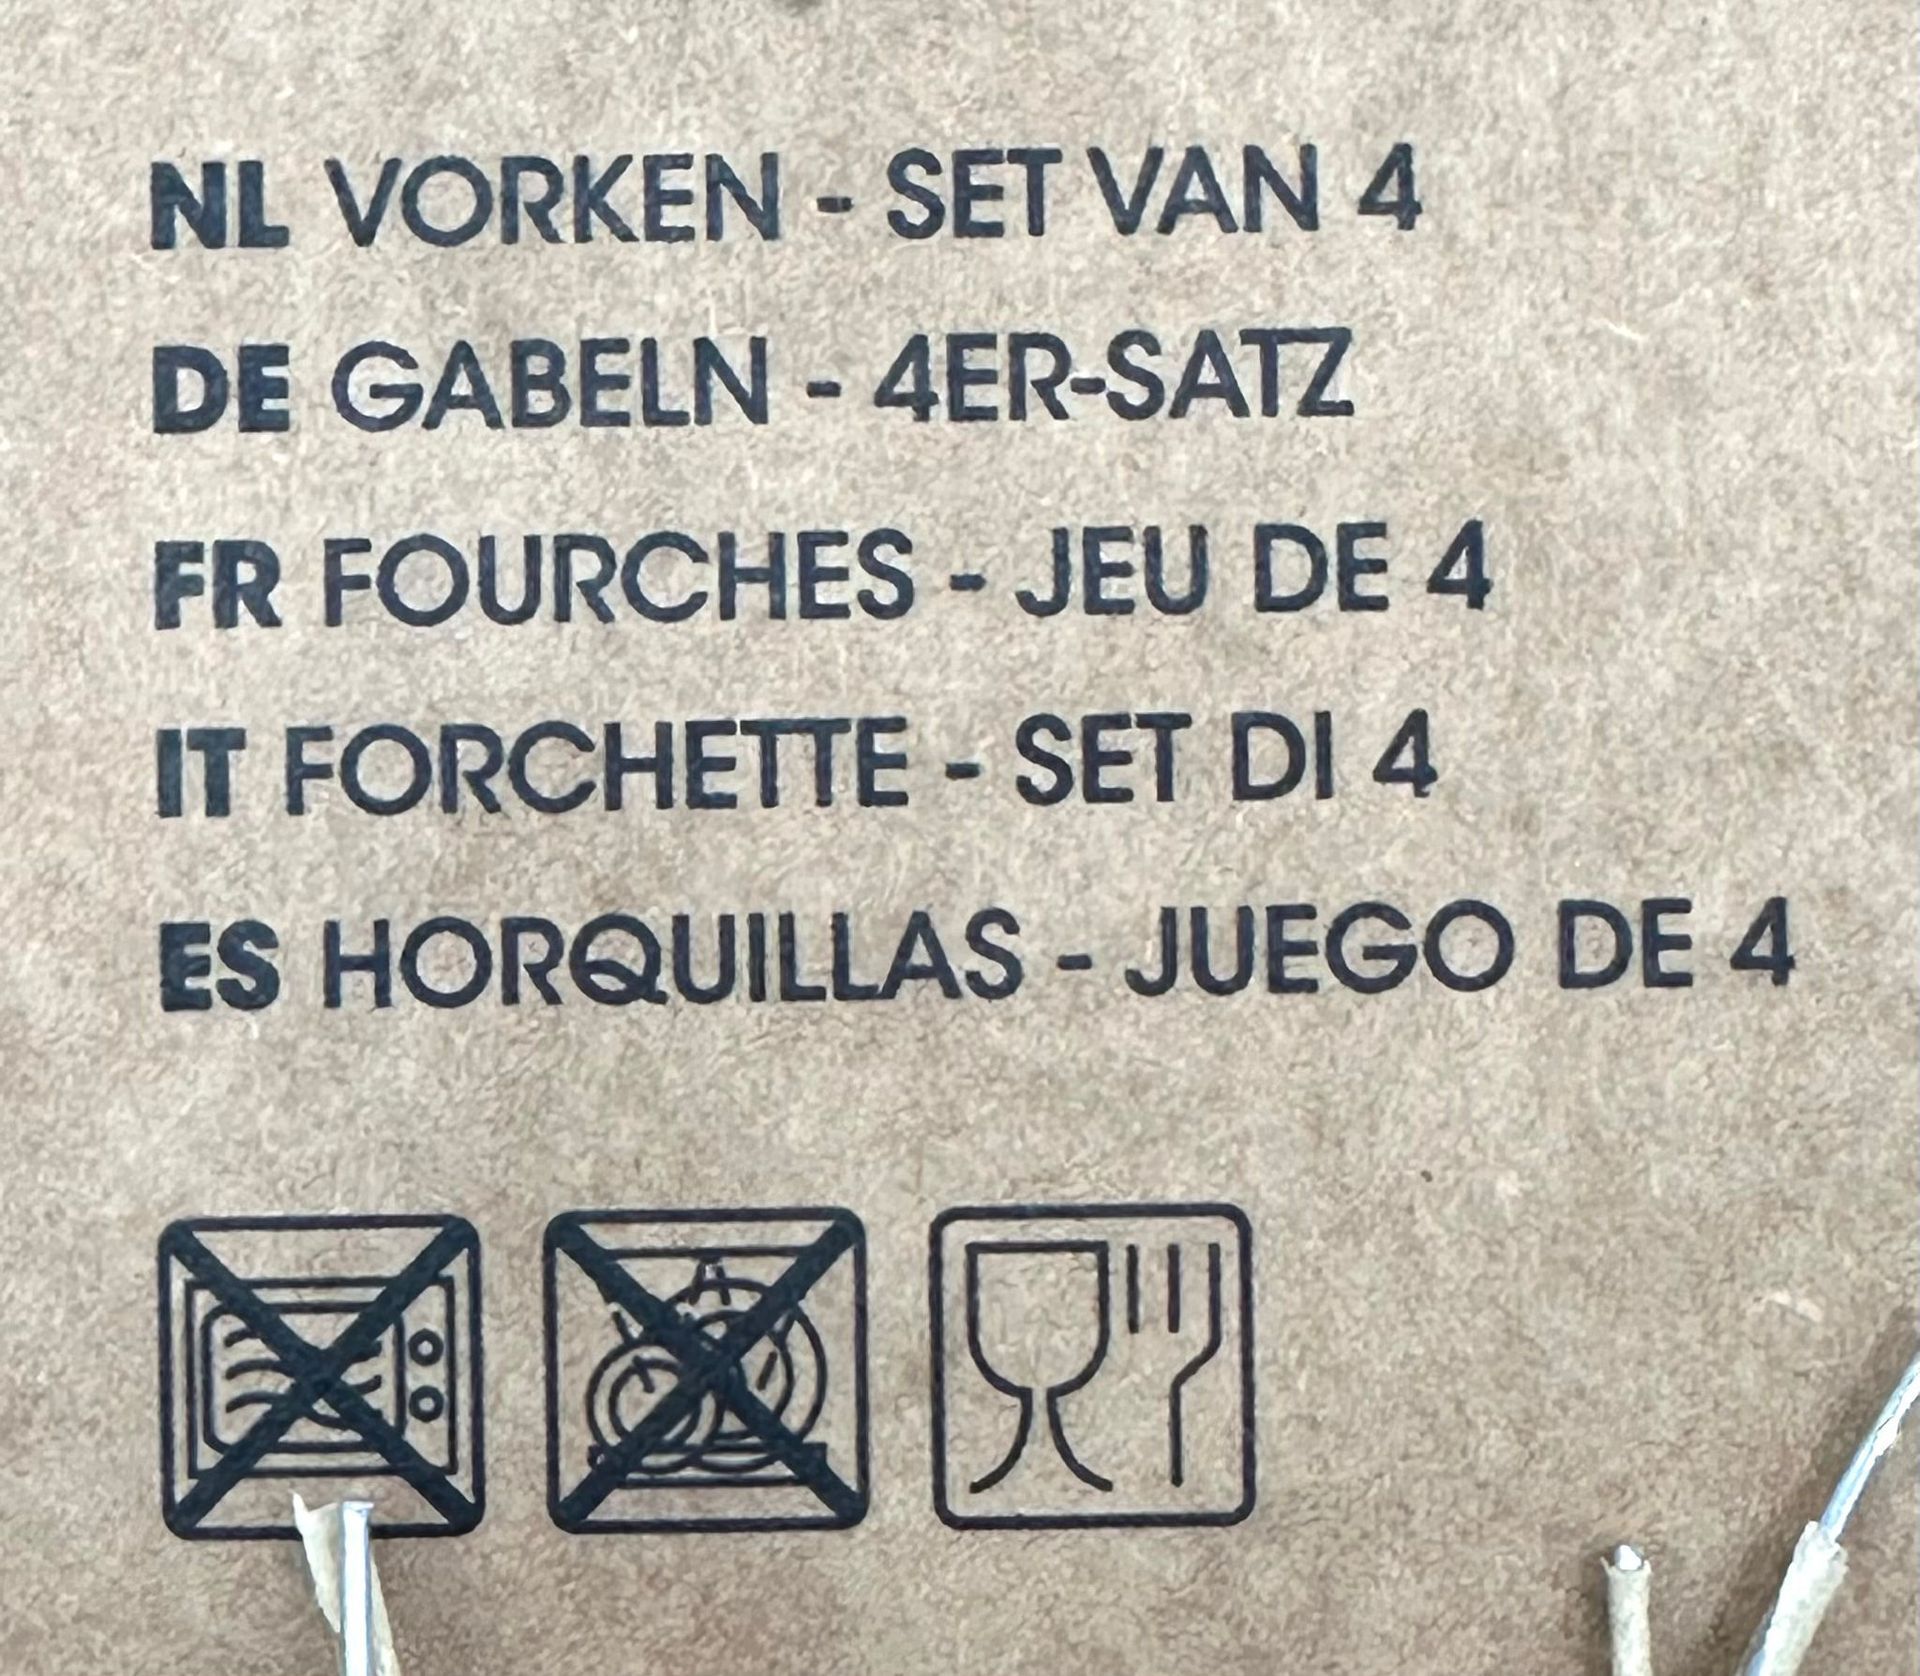 NL VORKEN - SET VAN 4
DE GABELN - 4ER-SATZ
FR FOURCHES - JEU DE 4
IT FORCHETTE - SET DI 4
ES HORQUILLAS - JUEGO DE 4